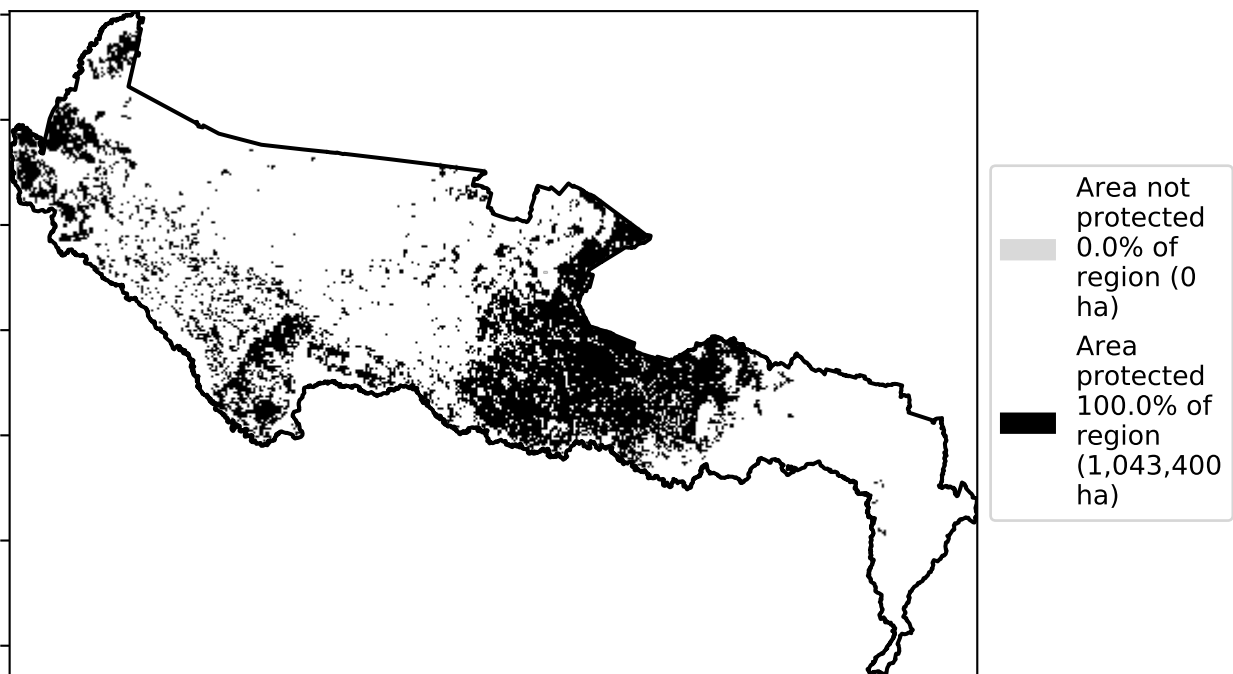 Area not
protected
0.0% of
region (0
ha)
Area
protected
100.0% of
region
(1,043,400
ha)